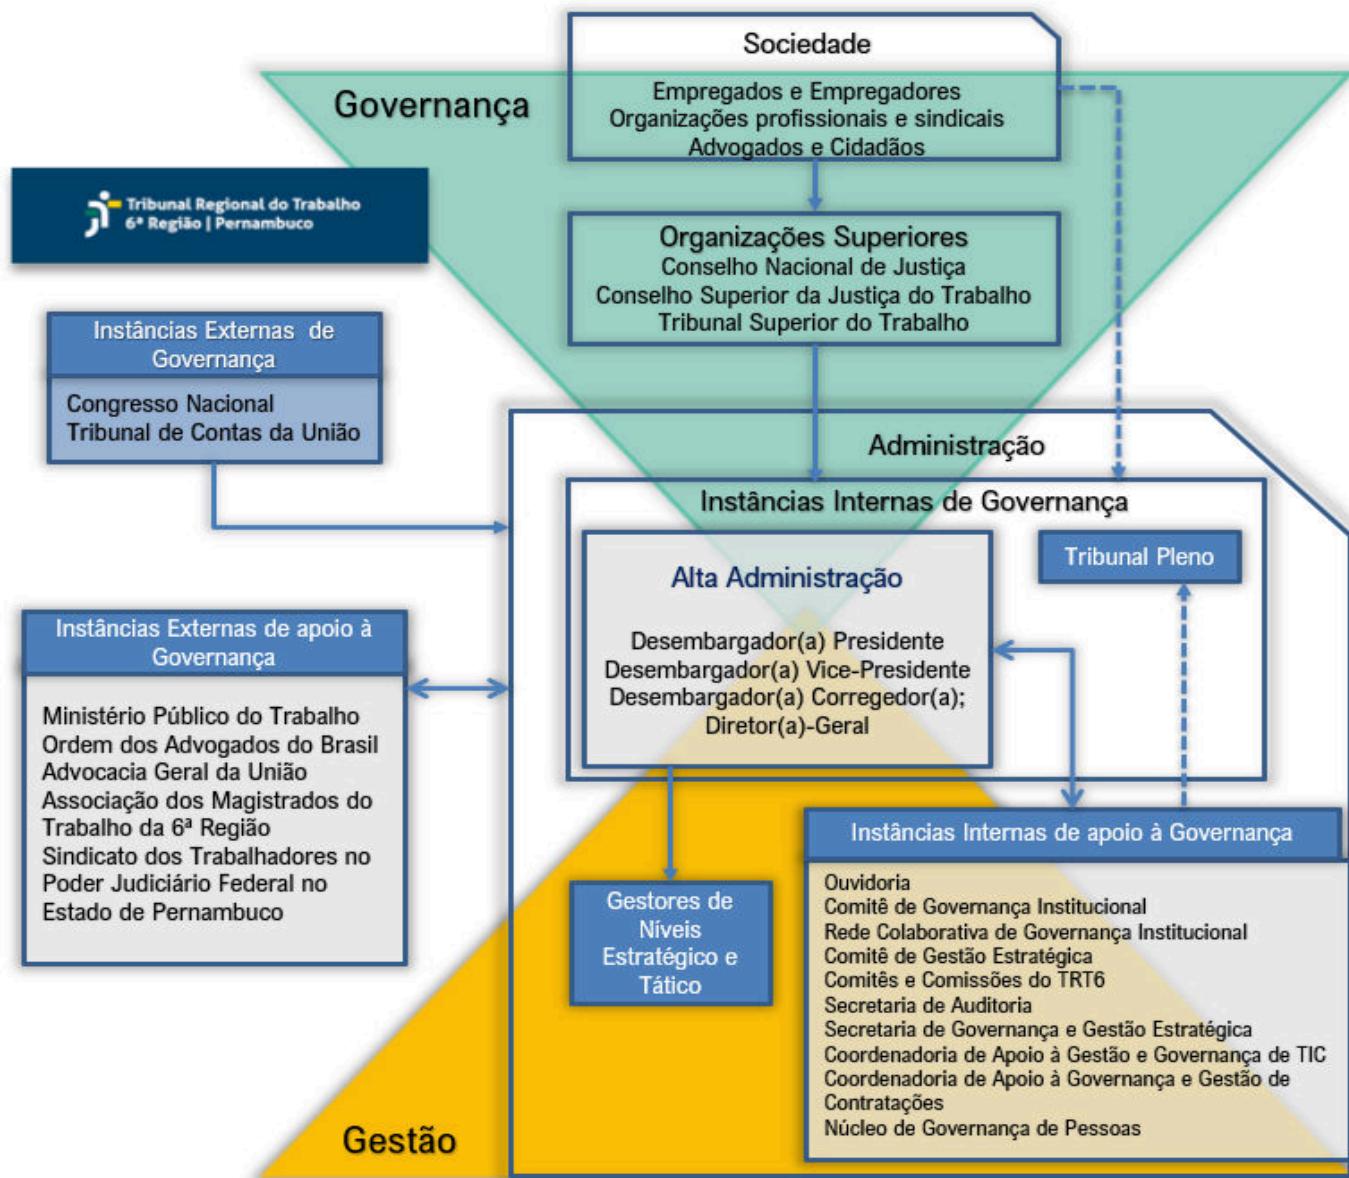 Sociedade
Governança
Empregados e Empregadores
Organizações profissionais e sindicais
Advogados e Cidadãos
Tribunal Regional do Trabalho
6ª Região | Pernambuco
Organizações Superiores
Conselho Nacional de Justiça
Conselho Superior da Justiça do Trabalho
Tribunal Superior do Trabalho
Instâncias Externas de
Governança
Congresso Nacional
Tribunal de Contas da União
Administração
Instâncias Internas de Governança
Alta Administração
Desembargador(a) Presidente
Desembargador(a) Vice-Presidente
Desembargador(a) Corregedor(a);
Diretor(a)-Geral
Tribunal Pleno
Instâncias Externas de apoio à
Governança
Ministério Público do Trabalho
Ordem dos Advogados do Brasil
Advocacia Geral da União
Associação dos Magistrados do
Trabalho da 6ª Região
Sindicato dos Trabalhadores no
Poder Judiciário Federal no
Estado de Pernambuco
Gestores de
Níveis
Estratégico e
Tático
Instâncias Internas de apoio à Governança
Ouvidoria
Comitê de Governança Institucional
Rede Colaborativa de Governança Institucional
Comitê de Gestão Estratégica
Comitês e Comissões do TRT6
Secretaria de Auditoria
Secretaria de Governança e Gestão Estratégica
Coordenadoria de Apoio à Gestão e Governança de TIC
Coordenadoria de Apoio à Governança e Gestão de
Contratações
Núcleo de Governança de Pessoas
Gestão